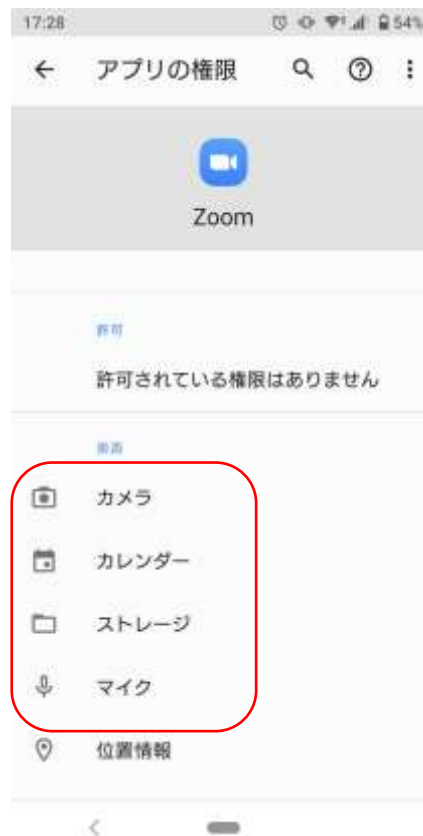 17:28 54%
アプリの権限
Zoom
許可
許可されている権限はありません
カメラ
カレンダー
ストレージ
マイク
位置情報